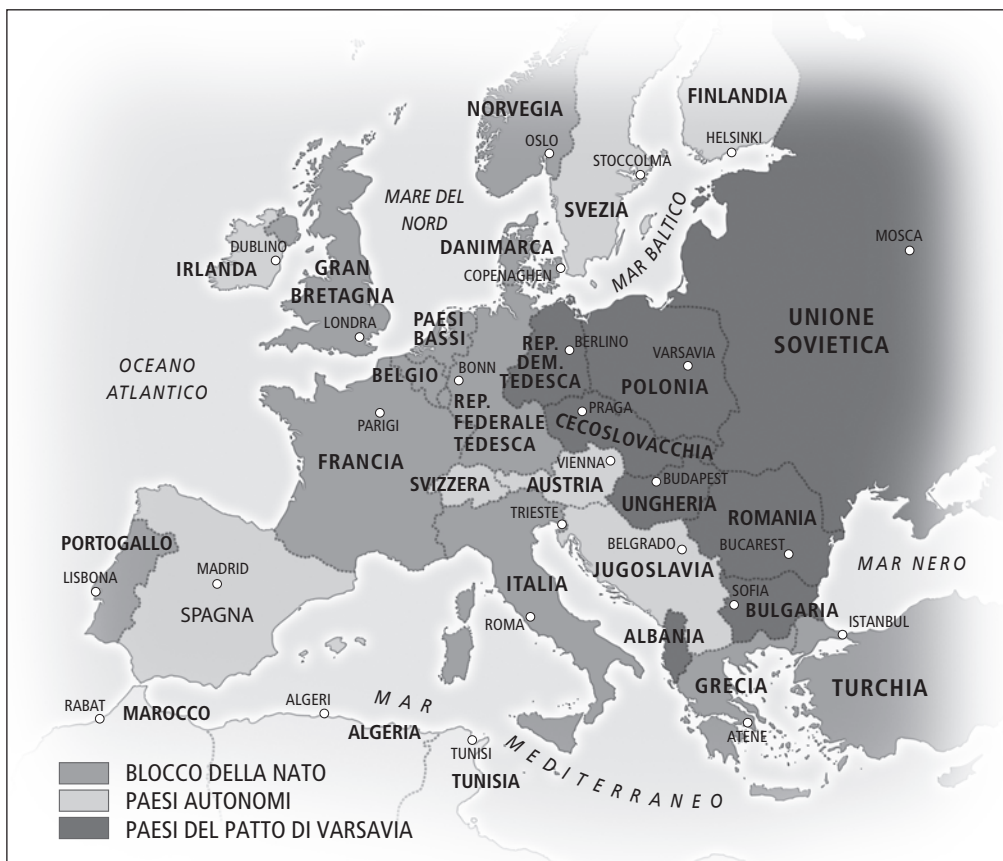 NORVEGIA
OSLO
FINLANDIA
HELSINKI
STOCCOLMA
SVEZIA
MARE DEL
NORD
MAR BALTICO
MOSCA
DANIMARCA
COPENAGHEN
DUBLINO
IRLANDA
GRAN
BRETAGNA
LONDRA
PAESI
BASSI
UNIONE
SOVIETICA
REP.
DEM.
TEDESCA
BERLINO
VARSAVIA
POLONIA
OCEANO
ATLANTICO
BELGIO
BONN
REP.
FEDERALE
TEDESCA
PRAGA
CECOSLOVACCHIA
PARIGI
FRANCIA
SVIZZERA
VIENNA
AUSTRIA
BUDAPEST
UNGHERIA
ROMANIA
BUCAREST
TRIESTE
BELGRADO
JUGOSLAVIA
MAR NERO
PORTOGALLO
LISBONA
MADRID
SPAGNA
ITALIA
ROMA
SOFIA
BULGARIA
ISTANBUL
ALBANIA
GRECIA
TURCHIA
ATENE
RABAT
MAROCCO
ALGERI
ALGERIA
TUNISI
TUNISIA
MAR
MEDITERRANEO
BLOCCO DELLA NATO
PAESI AUTONOMI
PAESI DEL PATTO DI VARSAVIA